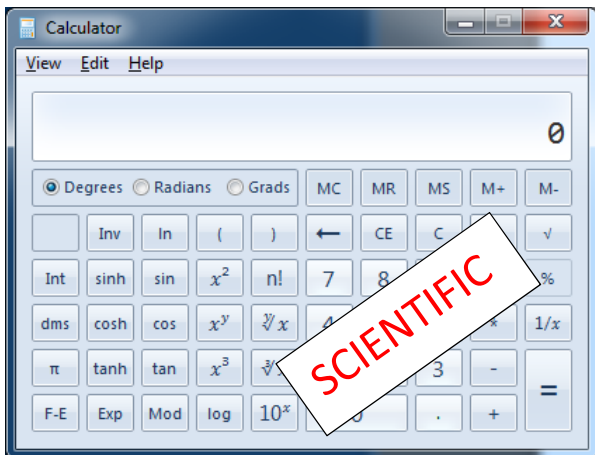 Calculator
View Edit Help
0
Degrees Radians Grads MC MR MS M+ M-
Inv ln ( ) ← CE C √
Int sinh sin x² n! 7 8 %
dms cosh cos xʸ ʸ√x 4 * 1/x
π tanh tan x³ 3 - =
F-E Exp Mod log 10ˣ . +
SCIENTIFIC